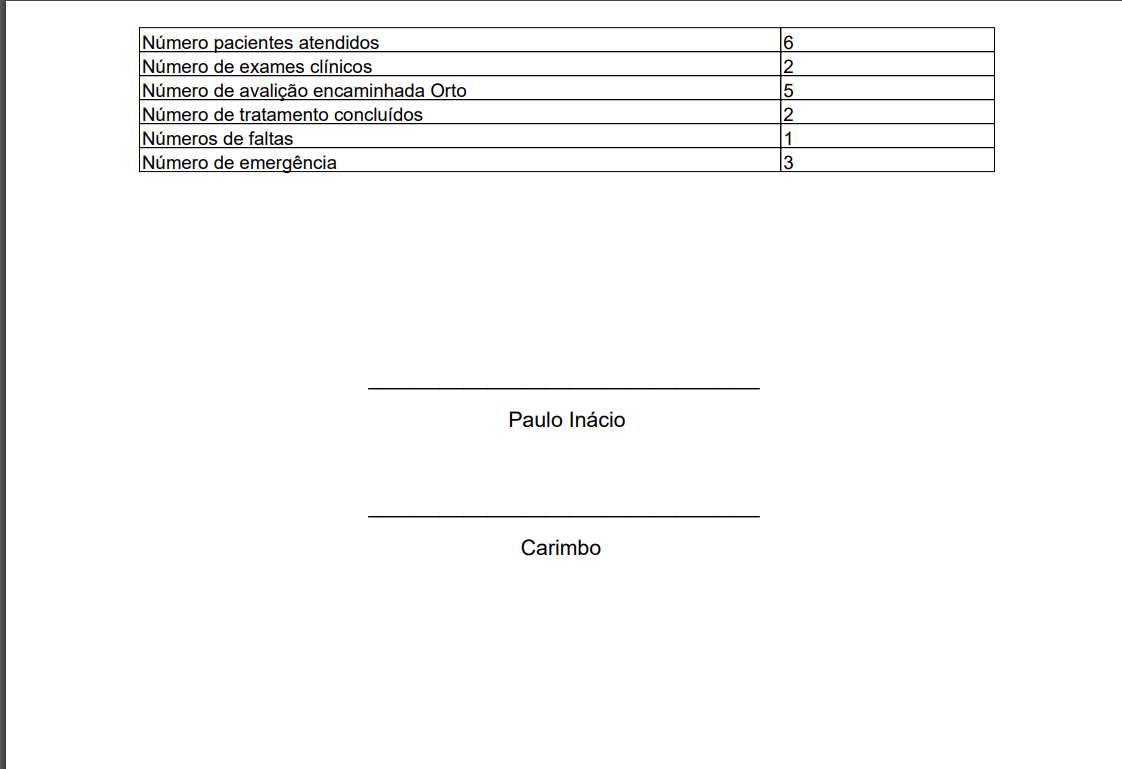 Número pacientes atendidos 6
Número de exames clínicos 2
Número de avalição encaminhada Orto 5
Número de tratamento concluídos 2
Números de faltas 1
Número de emergência 3
Paulo Inácio
Carimbo